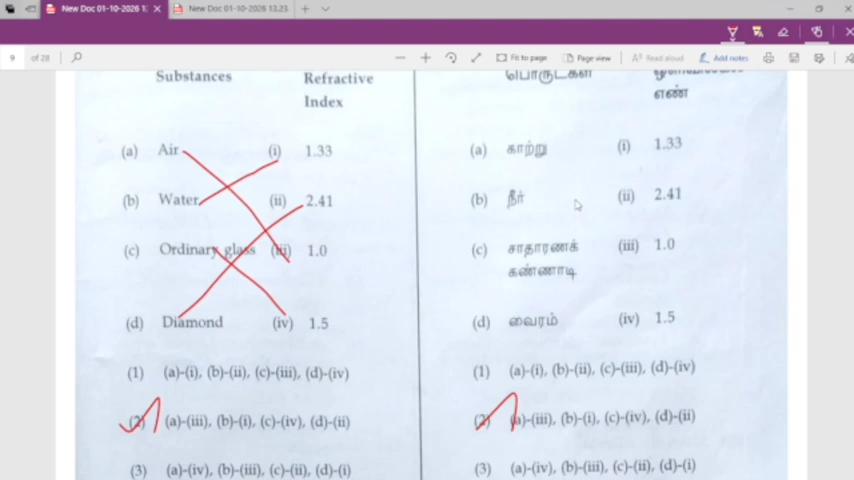 New Doc 01-10-2026 1:
New Doc 01-10-2026 13.23
9 of 28
Fit to page
Page view
Read aloud
Add notes
Substances
Refractive
Index
(a) Air (i) 1.33
(b) Water (ii) 2.41
(c) Ordinary glass (iii) 1.0
(d) Diamond (iv) 1.5
(1) (a)-(i), (b)-(ii), (c)-(iii), (d)-(iv)
(2) (a)-(iii), (b)-(i), (c)-(iv), (d)-(ii)
(3) (a)-(iv), (b)-(iii), (c)-(ii), (d)-(i)
பொருட்கள்
எண்
(a) காற்று (i) 1.33
(b) நீர் (ii) 2.41
(c) சாதாரணக் (iii) 1.0
கண்ணாடி
(d) வைரம் (iv) 1.5
(1) (a)-(i), (b)-(ii), (c)-(iii), (d)-(iv)
(2) (a)-(iii), (b)-(i), (c)-(iv), (d)-(ii)
(3) (a)-(iv), (b)-(iii), (c)-(ii), (d)-(i)